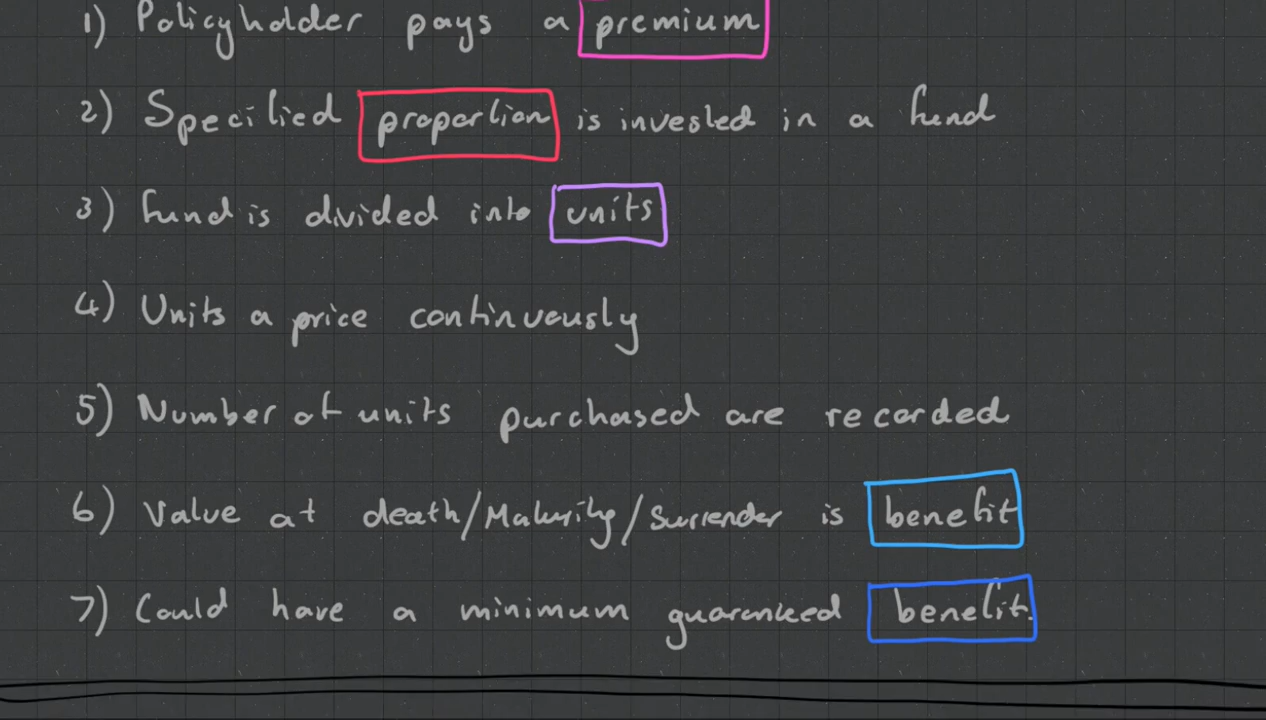 1) Policyholder pays a premium
2) Specified proportion is invested in a fund
3) Fund is divided into units
4) Units a price continuously
5) Number of units purchased are recorded
6) Value at death/Maturity/Surrender is benefit
7) Could have a minimum guaranteed benefit.